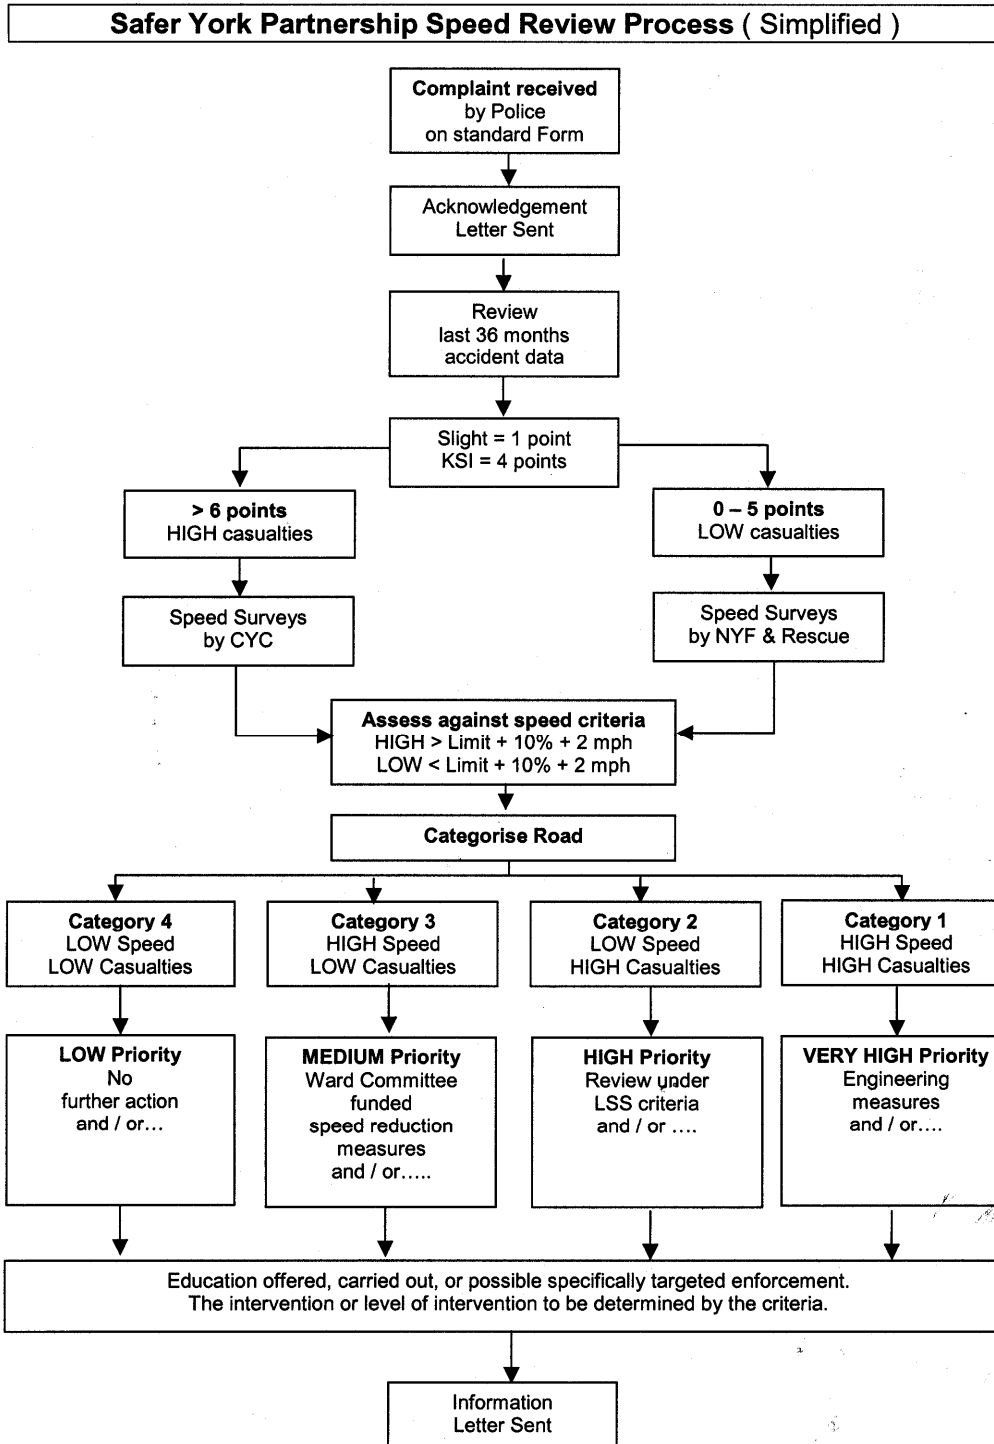 Safer York Partnership Speed Review Process ( Simplified )
Complaint received
by Police
on standard Form
Acknowledgement
Letter Sent
Review
last 36 months
accident data
Slight = 1 point
KSI = 4 points
> 6 points
HIGH casualties
0 – 5 points
LOW casualties
Speed Surveys
by CYC
Speed Surveys
by NYF & Rescue
Assess against speed criteria
HIGH > Limit + 10% + 2 mph
LOW < Limit + 10% + 2 mph
Categorise Road
Category 4
LOW Speed
LOW Casualties
Category 3
HIGH Speed
LOW Casualties
Category 2
LOW Speed
HIGH Casualties
Category 1
HIGH Speed
HIGH Casualties
LOW Priority
No
further action
and / or…
MEDIUM Priority
Ward Committee
funded
speed reduction
measures
and / or…..
HIGH Priority
Review under
LSS criteria
and / or ….
VERY HIGH Priority
Engineering
measures
and / or….
Education offered, carried out, or possible specifically targeted enforcement.
The intervention or level of intervention to be determined by the criteria.
Information
Letter Sent